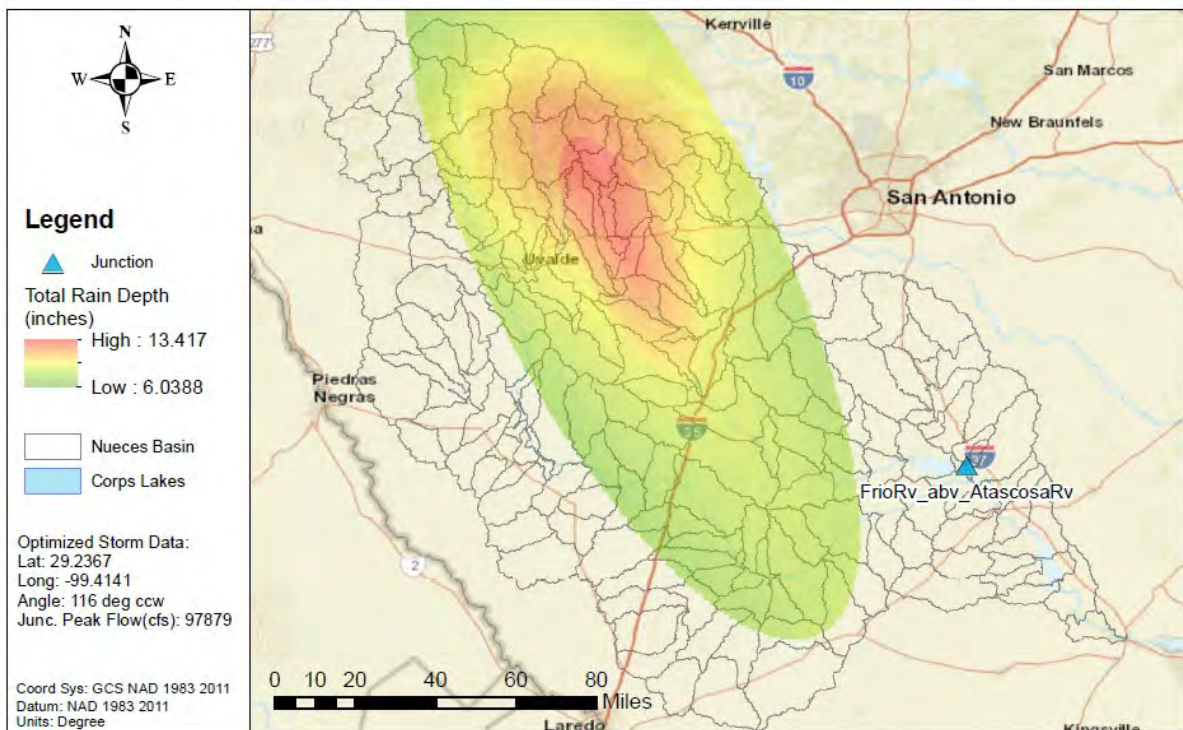 N
W E
S
Legend
Junction
Total Rain Depth
(inches)
High : 13.417
Low : 6.0388
Nueces Basin
Corps Lakes
Optimized Storm Data:
Lat: 29.2367
Long: -99.4141
Angle: 116 deg ccw
Junc. Peak Flow(cfs): 97879
Coord Sys: GCS NAD 1983 2011
Datum: NAD 1983 2011
Units: Degree
277
Kerrville
10
San Marcos
New Braunfels
San Antonio
Uvalde
Piedras
Negras
35
37
FrioRv_abv_AtascosaRv
2
0 10 20 40 60 80
Miles
Laredo
Kingsville